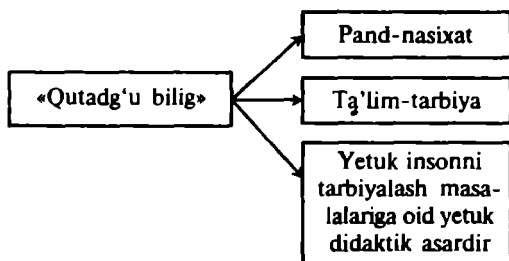 Pand-nasixat
«Qutadg‘u bilig»
Ta’lim-tarbiya
Yetuk insonni
tarbiyalash masa-
lalariga oid yetuk
didaktik asardir